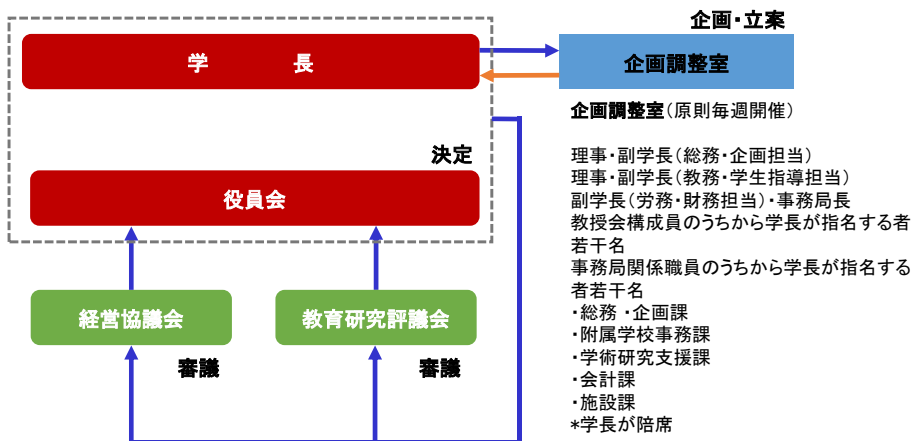 企画・立案
学　　　長
企画調整室
企画調整室(原則毎週開催)
決定
役員会
理事・副学長(総務・企画担当)
理事・副学長(教務・学生指導担当)
副学長(労務・財務担当)・事務局長
教授会構成員のうちから学長が指名する者
若干名
事務局関係職員のうちから学長が指名する
者若干名
・総務 ・企画課
・附属学校事務課
・学術研究支援課
・会計課
・施設課
*学長が陪席
経営協議会
教育研究評議会
審議
審議